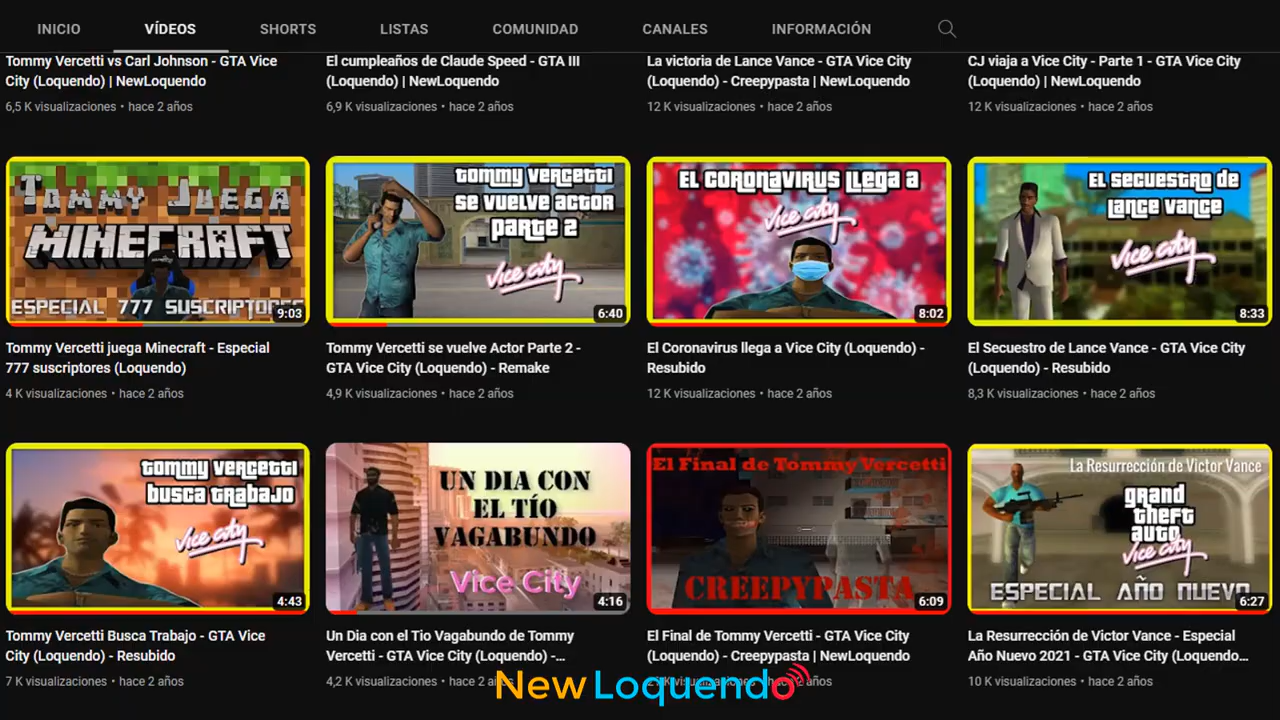 INICIO VÍDEOS SHORTS LISTAS COMUNIDAD CANALES INFORMACIÓN
Tommy Vercetti vs Carl Johnson - GTA Vice
City (Loquendo) | NewLoquendo
6,5 K visualizaciones • hace 2 años
El cumpleaños de Claude Speed - GTA III
(Loquendo) | NewLoquendo
6,9 K visualizaciones • hace 2 años
La victoria de Lance Vance - GTA Vice City
(Loquendo) - Creepypasta | NewLoquendo
12 K visualizaciones • hace 2 años
CJ viaja a Vice City - Parte 1 - GTA Vice City
(Loquendo) | NewLoquendo
12 K visualizaciones • hace 2 años
Tommy Juega
MINECRAFT
ESPECIAL 777 SUSCRIPTORES
9:03
Tommy Vercetti juega Minecraft - Especial
777 suscriptores (Loquendo)
4 K visualizaciones • hace 2 años
tommy vercetti
se vuelve actor
parte 2
vice city
6:40
Tommy Vercetti se vuelve Actor Parte 2 -
GTA Vice City (Loquendo) - Remake
4,9 K visualizaciones • hace 2 años
El coronavirus llega a
vice city
8:02
El Coronavirus llega a Vice City (Loquendo) -
Resubido
12 K visualizaciones • hace 2 años
El secuestro de
lance vance
vice city
8:33
El Secuestro de Lance Vance - GTA Vice City
(Loquendo) - Resubido
8,3 K visualizaciones • hace 2 años
tommy vercetti
busca trabajo
vice city
4:43
Tommy Vercetti Busca Trabajo - GTA Vice
City (Loquendo) - Resubido
7 K visualizaciones • hace 2 años
UN DIA CON
EL TÍO
VAGABUNDO
Vice City
4:16
Un Dia con el Tio Vagabundo de Tommy
Vercetti - GTA Vice City (Loquendo) -...
4,2 K visualizaciones • hace 2 años
El Final de Tommy Vercetti
CREEPYPASTA
6:09
El Final de Tommy Vercetti - GTA Vice City
(Loquendo) - Creepypasta | NewLoquendo
años
La Resurrección de Victor Vance
grand
theft
auto
vice city
ESPECIAL AÑO NUEVO
6:27
La Resurrección de Victor Vance - Especial
Año Nuevo 2021 - GTA Vice City (Loquendo...
10 K visualizaciones • hace 2 años
New Loquendo